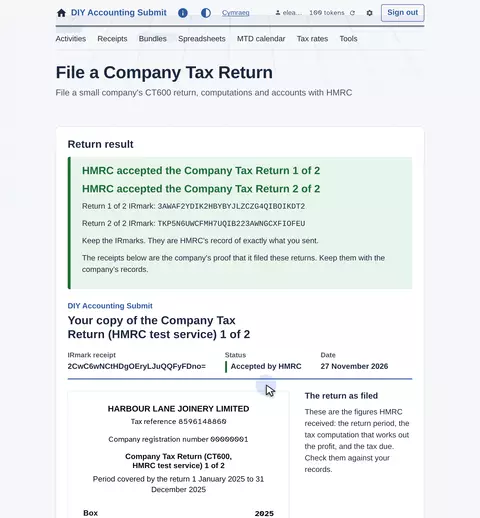 DIY Accounting Submit
Cymraeg
elea...
100 tokens
Sign out
Activities
Receipts
Bundles
Spreadsheets
MTD calendar
Tax rates
Tools
File a Company Tax Return
File a small company's CT600 return, computations and accounts with HMRC
Return result
HMRC accepted the Company Tax Return 1 of 2
HMRC accepted the Company Tax Return 2 of 2
Return 1 of 2 IRmark: 3AWAF2YDIK2HBYBYJLZCZG4QIBOIKDT2
Return 2 of 2 IRmark: TKP5N6UWCFMH7UQIB223AWNGCXFIOFEU
Keep the IRmarks. They are HMRC's record of exactly what you sent.
The receipts below are the company's proof that it filed these returns. Keep them with the
company's records.
DIY Accounting Submit
Your copy of the Company Tax
Return (HMRC test service) 1 of 2
IRmark receipt
2CwC6wNCtHDgOEryLJuQQFyFDno=
Status
Accepted by HMRC
Date
27 November 2026
HARBOUR LANE JOINERY LIMITED
Tax reference 8596148860
Company registration number 00000001
Company Tax Return (CT600,
HMRC test service) 1 of 2
Period covered by the return 1 January 2025 to 31
December 2025
Box
2025
The return as filed
These are the figures HMRC
received: the return period, the
tax computation that works out
the profit, and the tax due.
Check them against your
records.